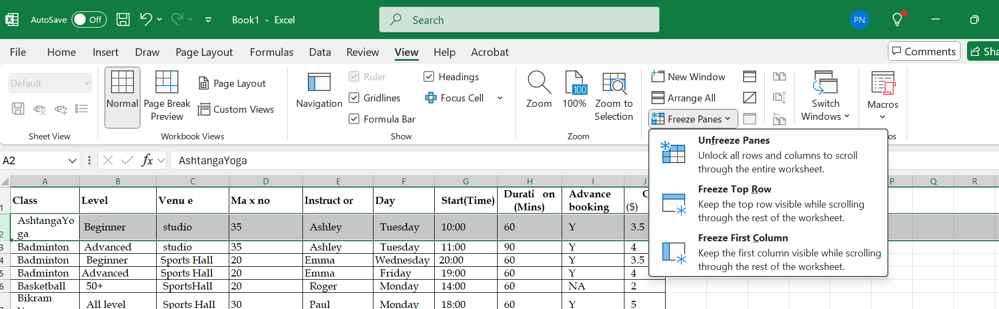 AutoSave Off Book1 - Excel Search PN
File Home Insert Draw Page Layout Formulas Data Review View Help Acrobat Comments
Default Normal Page Break Preview Page Layout Custom Views Navigation Ruler Gridlines Formula Bar Headings Focus Cell Zoom 100 100% Zoom to Selection New Window Arrange All Freeze Panes Switch Windows Macros
Sheet View Workbook Views Show Zoom
Unfreeze Panes
Unlock all rows and columns to scroll
through the entire worksheet.
Freeze Top Row
Keep the top row visible while scrolling
through the rest of the worksheet.
Freeze First Column
Keep the first column visible while scrolling
through the rest of the worksheet.
A2 fx AshtangaYoga
A B C D E F G H I J P Q R
1 Class Level Venu e Ma x no Instruct or Day Start(Time) Durati on (Mins) Advance booking C ($)
2 AshtangaYo ga Beginner studio 35 Ashley Tuesday 10:00 60 Y 3.5
3 Badminton Advanced studio 35 Ashley Tuesday 11:00 90 Y 4
4 Badminton Beginner Sports Hall 20 Emma Wednesday 20:00 60 Y 3.5
5 Badminton Advanced Sports Hall 20 Emma Friday 19:00 60 Y 4
6 Basketball 50+ SportsHall 20 Roger Monday 14:00 60 NA 2
Bikram All level Sports Hall 30 Paul Monday 18:00 60 Y 5